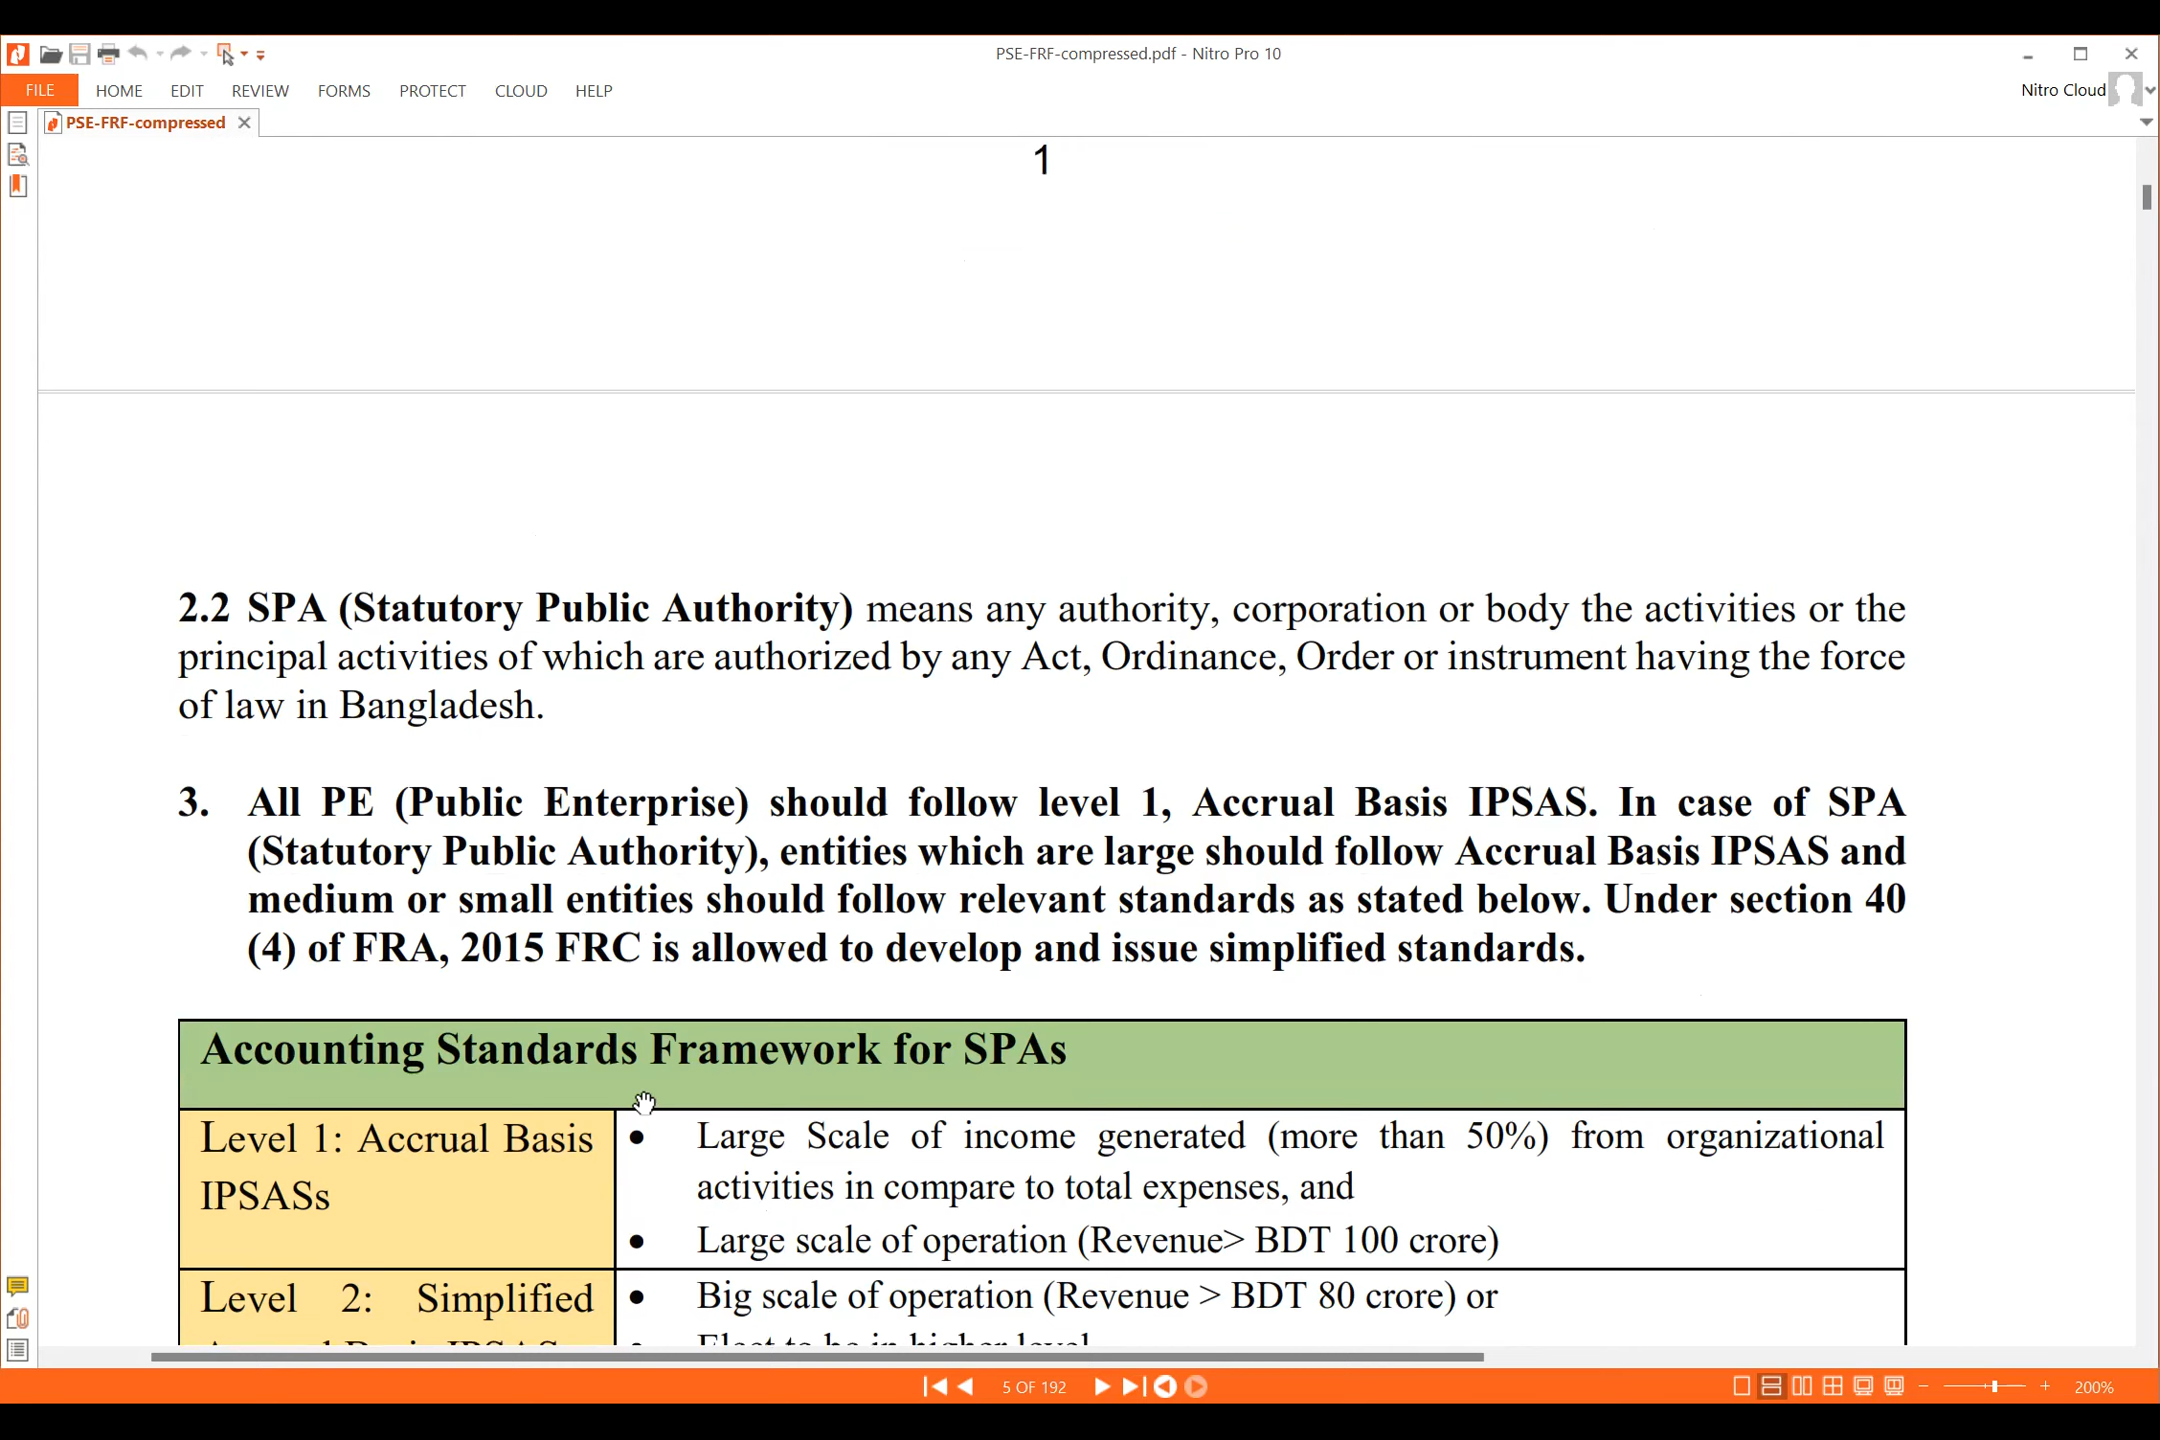 PSE-FRF-compressed.pdf - Nitro Pro 10
FILE HOME EDIT REVIEW FORMS PROTECT CLOUD HELP
Nitro Cloud
PSE-FRF-compressed
1
2.2 SPA (Statutory Public Authority) means any authority, corporation or body the activities or the
principal activities of which are authorized by any Act, Ordinance, Order or instrument having the force
of law in Bangladesh.
3. All PE (Public Enterprise) should follow level 1, Accrual Basis IPSAS. In case of SPA
(Statutory Public Authority), entities which are large should follow Accrual Basis IPSAS and
medium or small entities should follow relevant standards as stated below. Under section 40
(4) of FRA, 2015 FRC is allowed to develop and issue simplified standards.
Accounting Standards Framework for SPAs
Level 1: Accrual Basis
IPSASs
• Large Scale of income generated (more than 50%) from organizational
activities in compare to total expenses, and
• Large scale of operation (Revenue> BDT 100 crore)
Level 2: Simplified
• Big scale of operation (Revenue > BDT 80 crore) or
• Elect to be in higher level
5 OF 192
200%